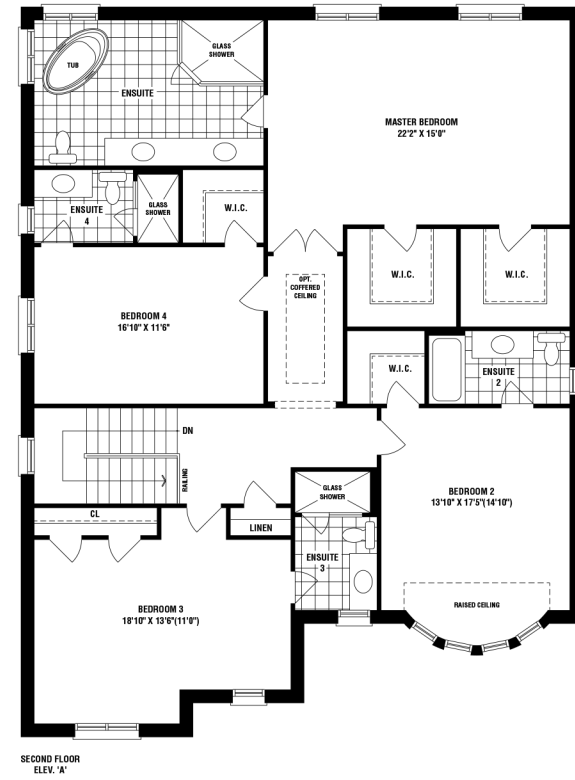 GLASS
SHOWER
TUB
ENSUITE
MASTER BEDROOM
22'2" X 15'0"
ENSUITE
4
GLASS
SHOWER
W.I.C.
OPT.
COFFERED
CEILING
W.I.C.
W.I.C.
BEDROOM 4
16'10" X 11'6"
W.I.C.
ENSUITE
2
DN
RAILING
GLASS
SHOWER
BEDROOM 2
13'10" X 17'5"(14'10")
CL
LINEN
ENSUITE
3
BEDROOM 3
18'10" X 13'6"(11'0")
RAISED CEILING
SECOND FLOOR
ELEV. 'A'